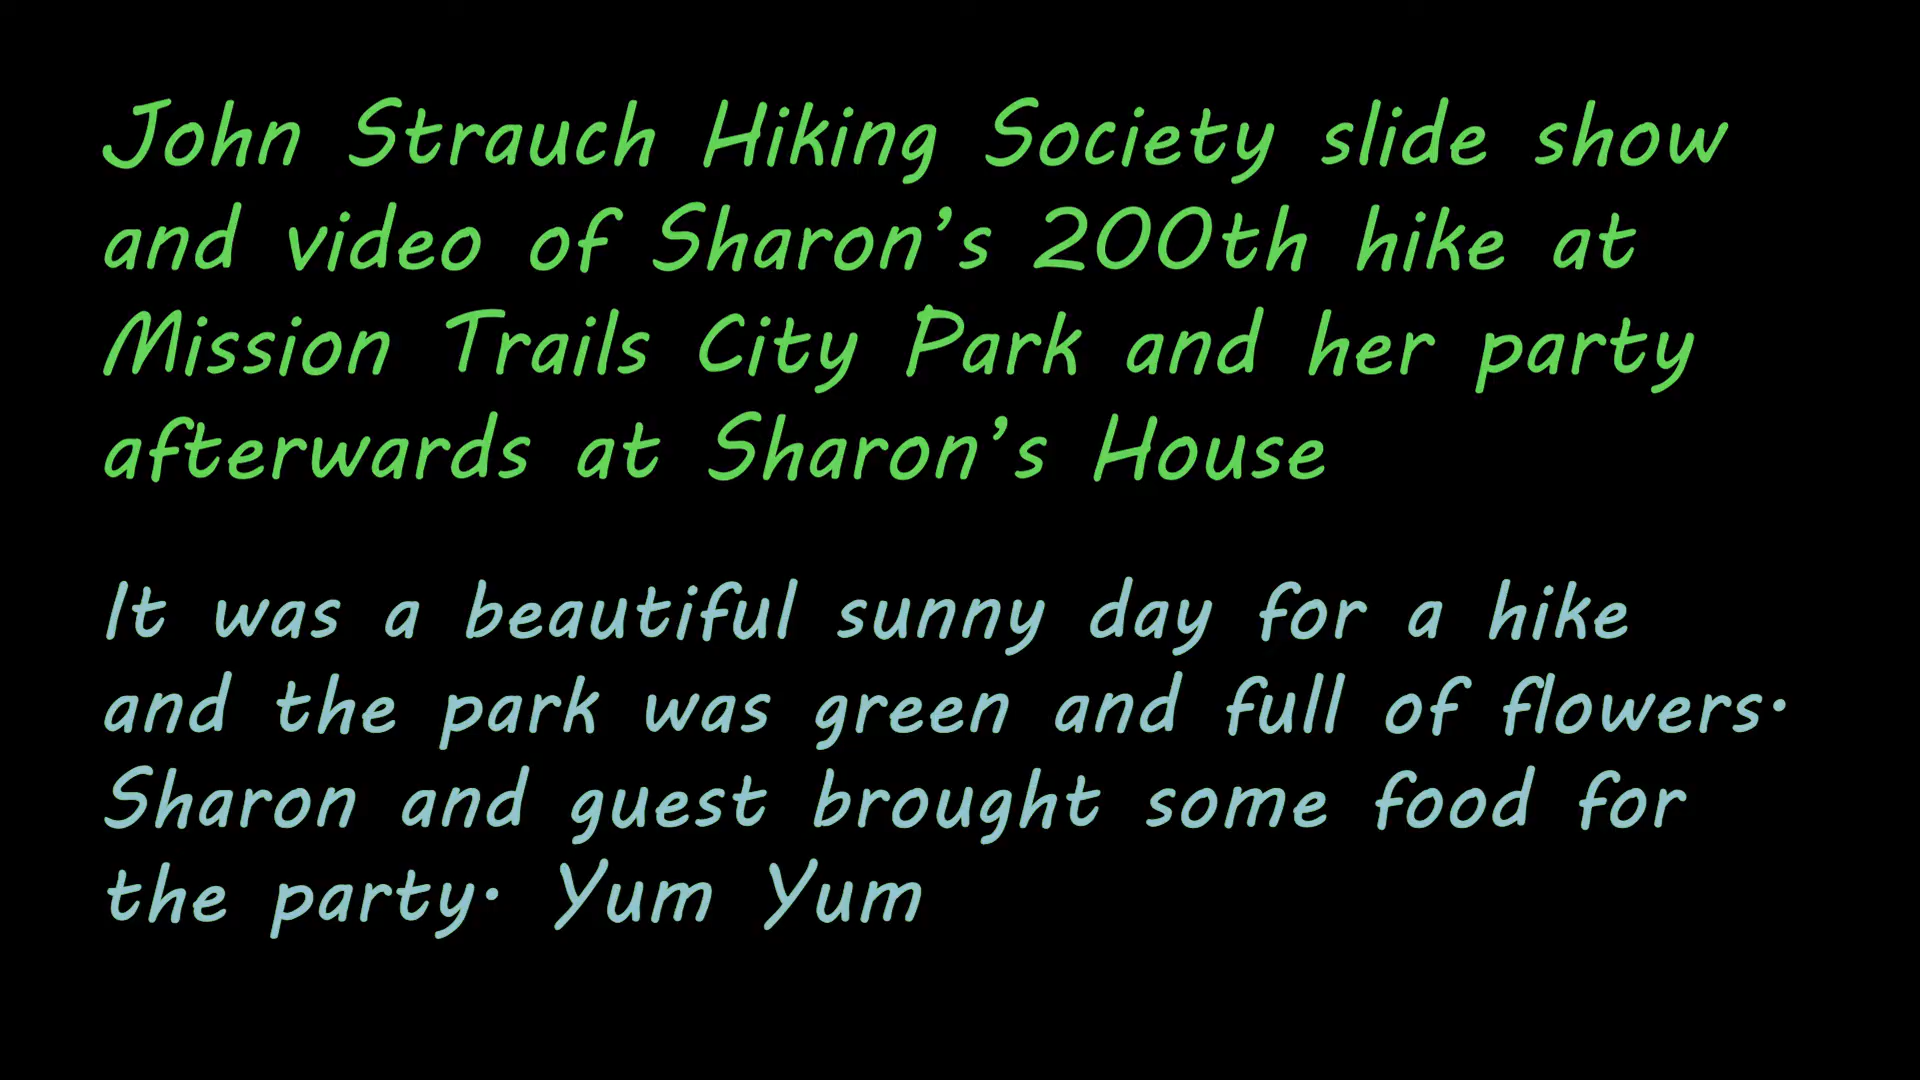 John Strauch Hiking Society slide show
and video of Sharon’s 200th hike at
Mission Trails City Park and her party
afterwards at Sharon’s House
It was a beautiful sunny day for a hike
and the park was green and full of flowers.
Sharon and guest brought some food for
the party. Yum Yum